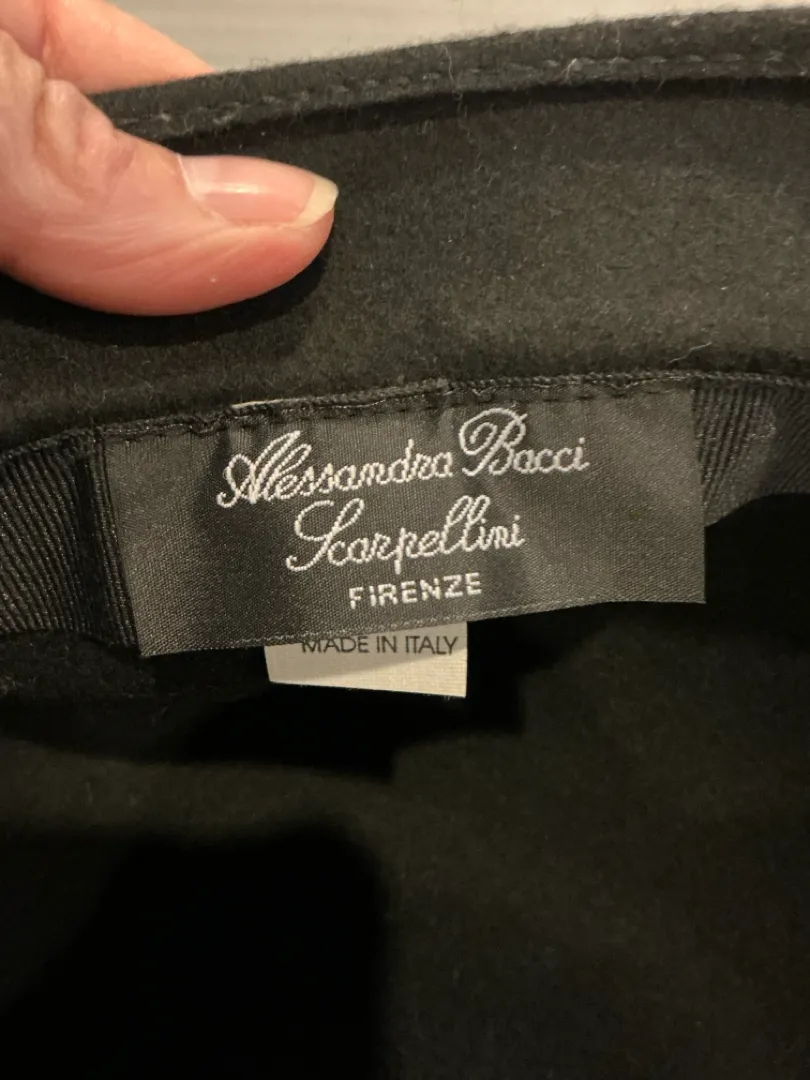 Alessandra Bacci
Scarpellini
FIRENZE
MADE IN ITALY